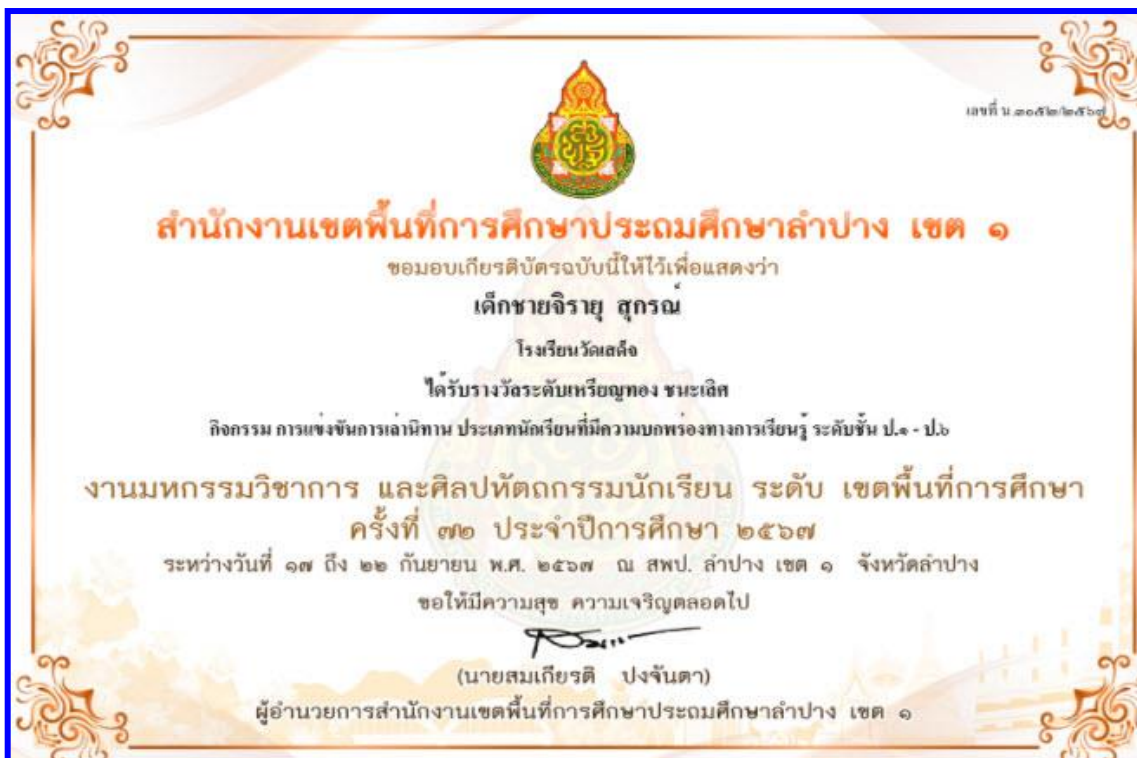 เลขที่ น.๓๐๕๒/๒๕๖๗
สำนักงานเขตพื้นที่การศึกษาประถมศึกษาลำปาง เขต ๑
ขอมอบเกียรติบัตรฉบับนี้ให้ไว้เพื่อแสดงว่า
เด็กชายจิรายุ สุกรณ์
โรงเรียนวัดเสด็จ
ได้รับรางวัลระดับเหรียญทอง ชนะเลิศ
กิจกรรม การแข่งขันการเล่านิทาน ประเภทนักเรียนที่มีความบกพร่องทางการเรียนรู้ ระดับชั้น ป.๑ - ป.๖
งานมหกรรมวิชาการ และศิลปหัตถกรรมนักเรียน ระดับ เขตพื้นที่การศึกษา
ครั้งที่ ๗๒ ประจำปีการศึกษา ๒๕๖๗
ระหว่างวันที่ ๑๗ ถึง ๒๒ กันยายน พ.ศ. ๒๕๖๗ ณ สพป. ลำปาง เขต ๑ จังหวัดลำปาง
ขอให้มีความสุข ความเจริญตลอดไป
(นายสมเกียรติ ปงจันตา)
ผู้อำนวยการสำนักงานเขตพื้นที่การศึกษาประถมศึกษาลำปาง เขต ๑